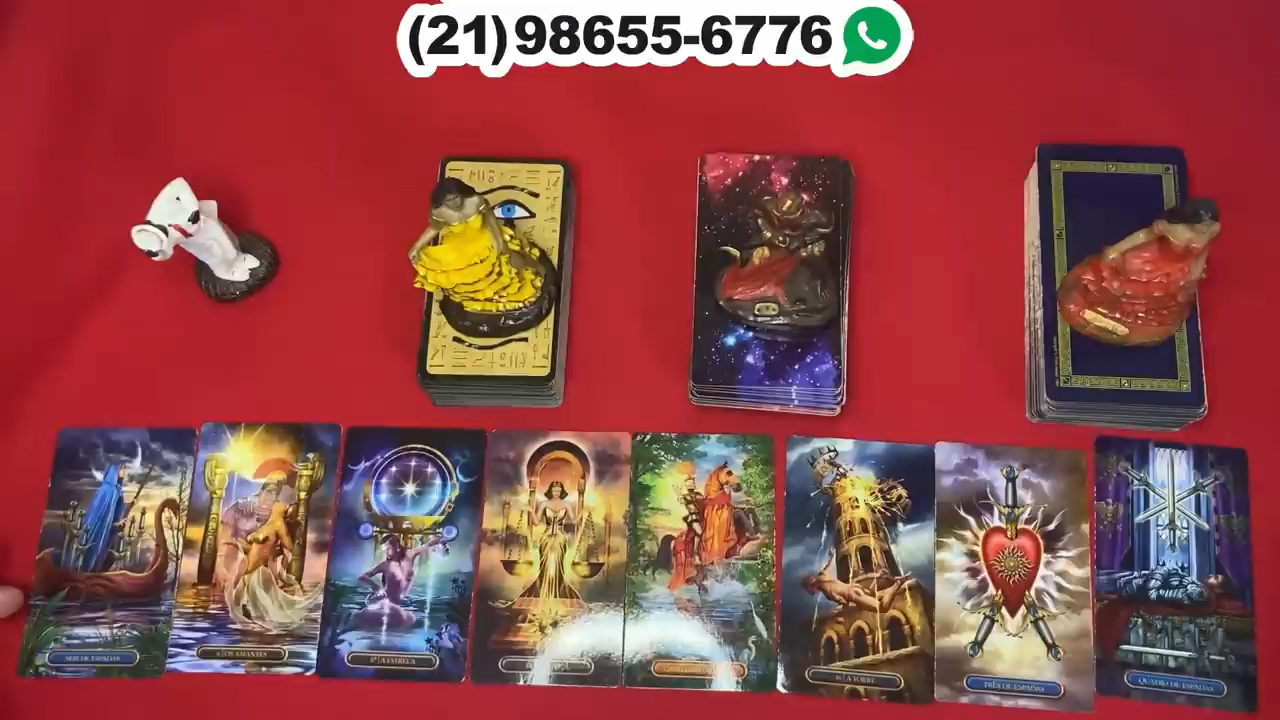 (21)98655-6776
SEIS DE ESPADAS
6 | OS AMANTES
17 | A ESTRELA
16 | A TORRE
TRÊS DE ESPADAS
QUATRO DE ESPADAS